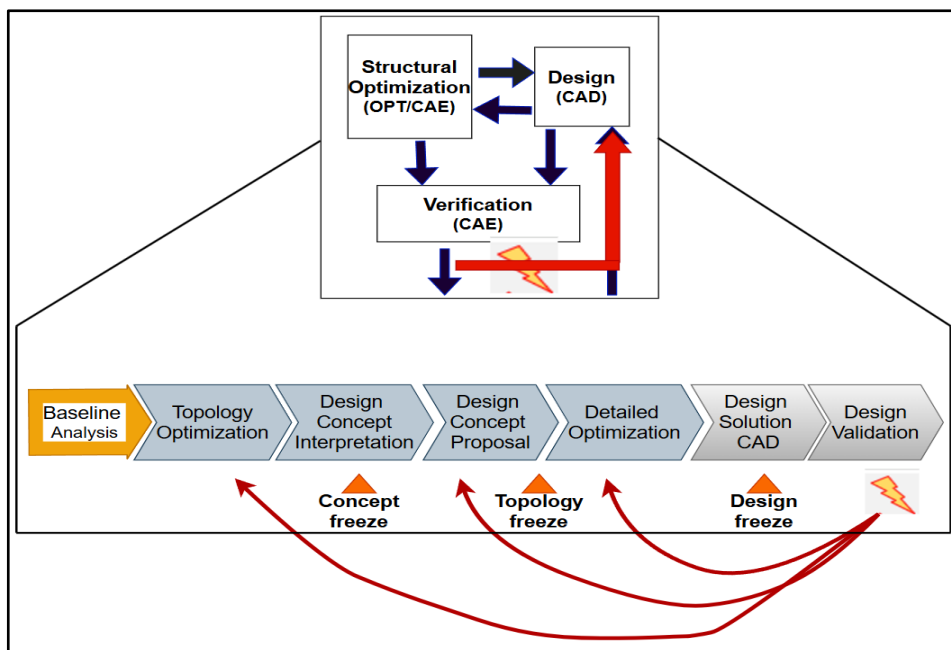 Structural
Optimization
(OPT/CAE)
Design
(CAD)
Verification
(CAE)
Baseline
Analysis
Topology
Optimization
Design
Concept
Interpretation
Design
Concept
Proposal
Detailed
Optimization
Design
Solution
CAD
Design
Validation
Concept
freeze
Topology
freeze
Design
freeze